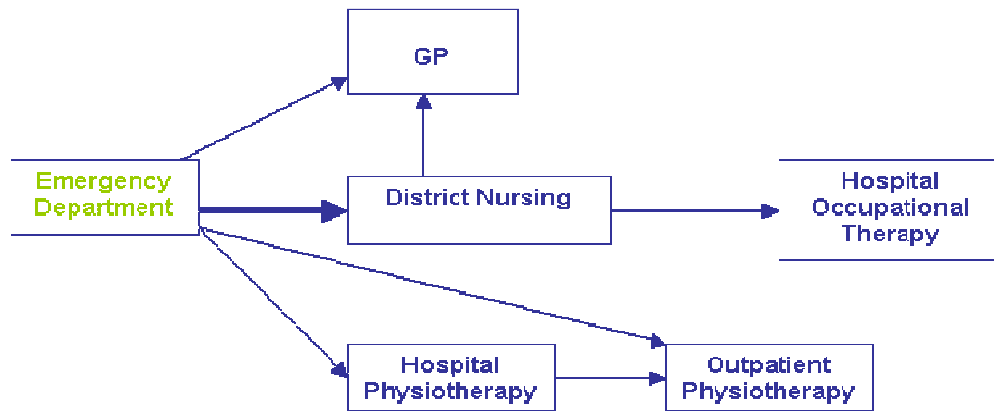 GP
Emergency
Department
District Nursing
Hospital
Occupational
Therapy
Hospital
Physiotherapy
Outpatient
Physiotherapy